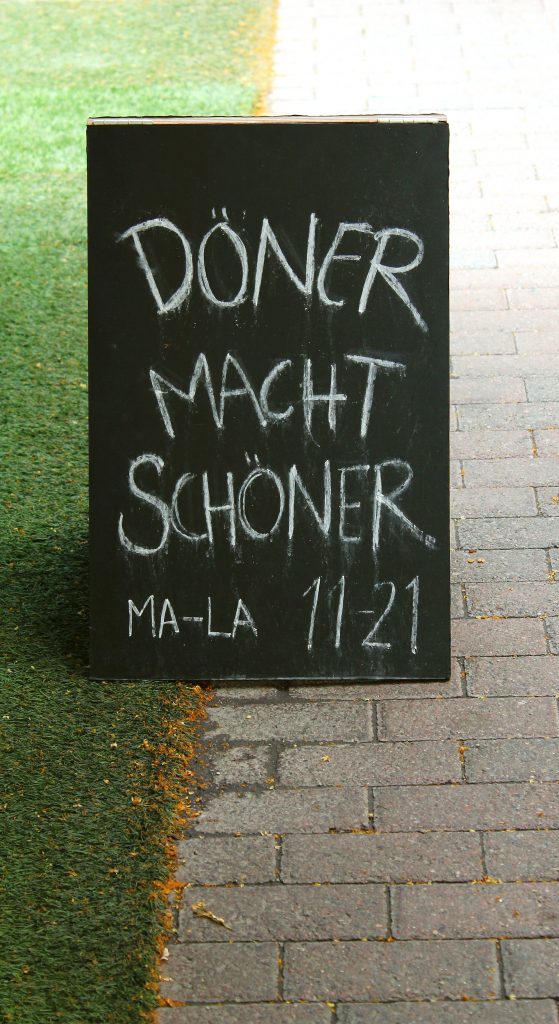 DÖNER
MACHT
SCHÖNER.
MA-LA 11-21